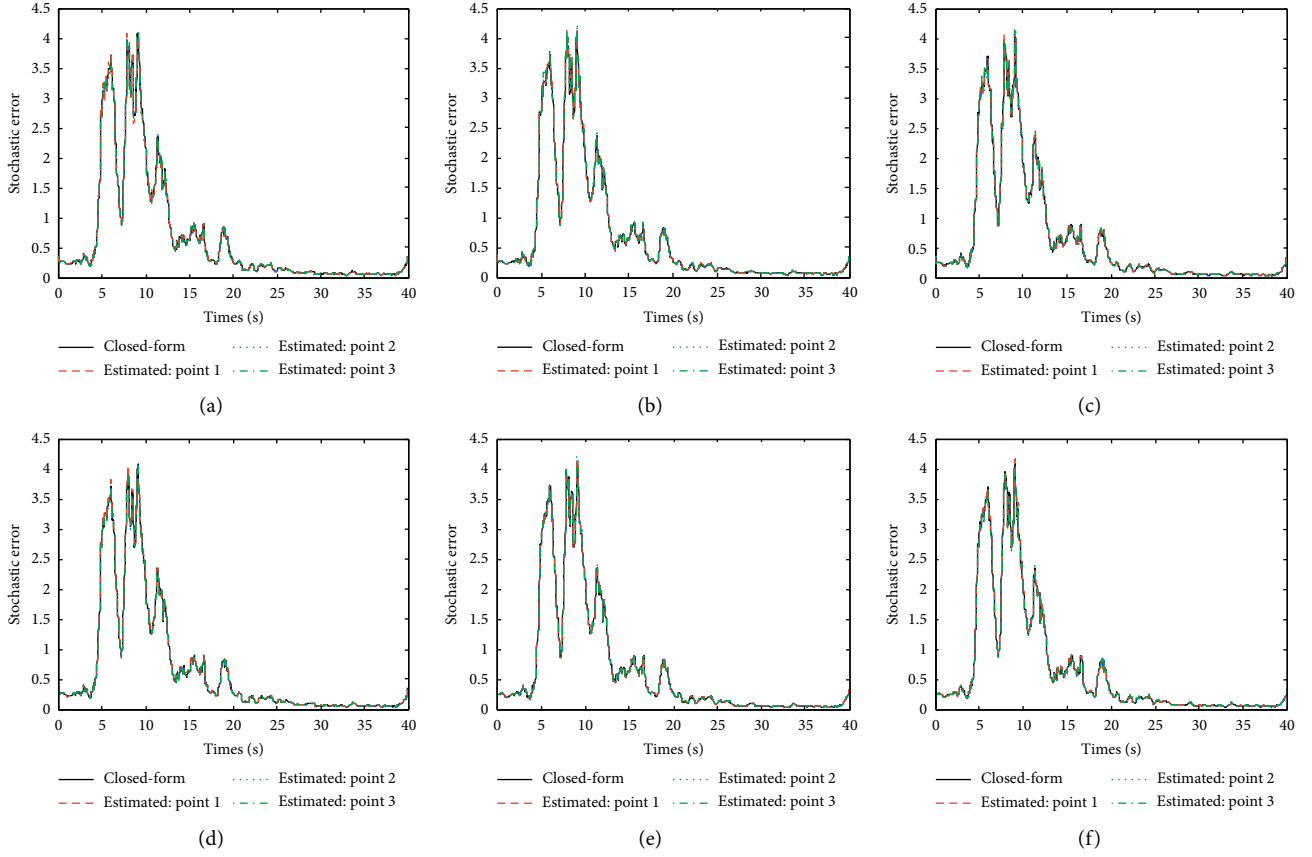 4.5
4
3.5
3
2.5
2
1.5
1
0.5
0
Stochastic error
0 5 10 15 20 25 30 35 40
Times (s)
Closed-form
Estimated: point 1
Estimated: point 2
Estimated: point 3
(a)
4.5
4
3.5
3
2.5
2
1.5
1
0.5
0
Stochastic error
0 5 10 15 20 25 30 35 40
Times (s)
Closed-form
Estimated: point 1
Estimated: point 2
Estimated: point 3
(b)
4.5
4
3.5
3
2.5
2
1.5
1
0.5
0
Stochastic error
0 5 10 15 20 25 30 35 40
Times (s)
Closed-form
Estimated: point 1
Estimated: point 2
Estimated: point 3
(c)
4.5
4
3.5
3
2.5
2
1.5
1
0.5
0
Stochastic error
0 5 10 15 20 25 30 35 40
Times (s)
Closed-form
Estimated: point 1
Estimated: point 2
Estimated: point 3
(d)
4.5
4
3.5
3
2.5
2
1.5
1
0.5
0
Stochastic error
0 5 10 15 20 25 30 35 40
Times (s)
Closed-form
Estimated: point 1
Estimated: point 2
Estimated: point 3
(e)
4.5
4
3.5
3
2.5
2
1.5
1
0.5
0
Stochastic error
0 5 10 15 20 25 30 35 40
Times (s)
Closed-form
Estimated: point 1
Estimated: point 2
Estimated: point 3
(f)